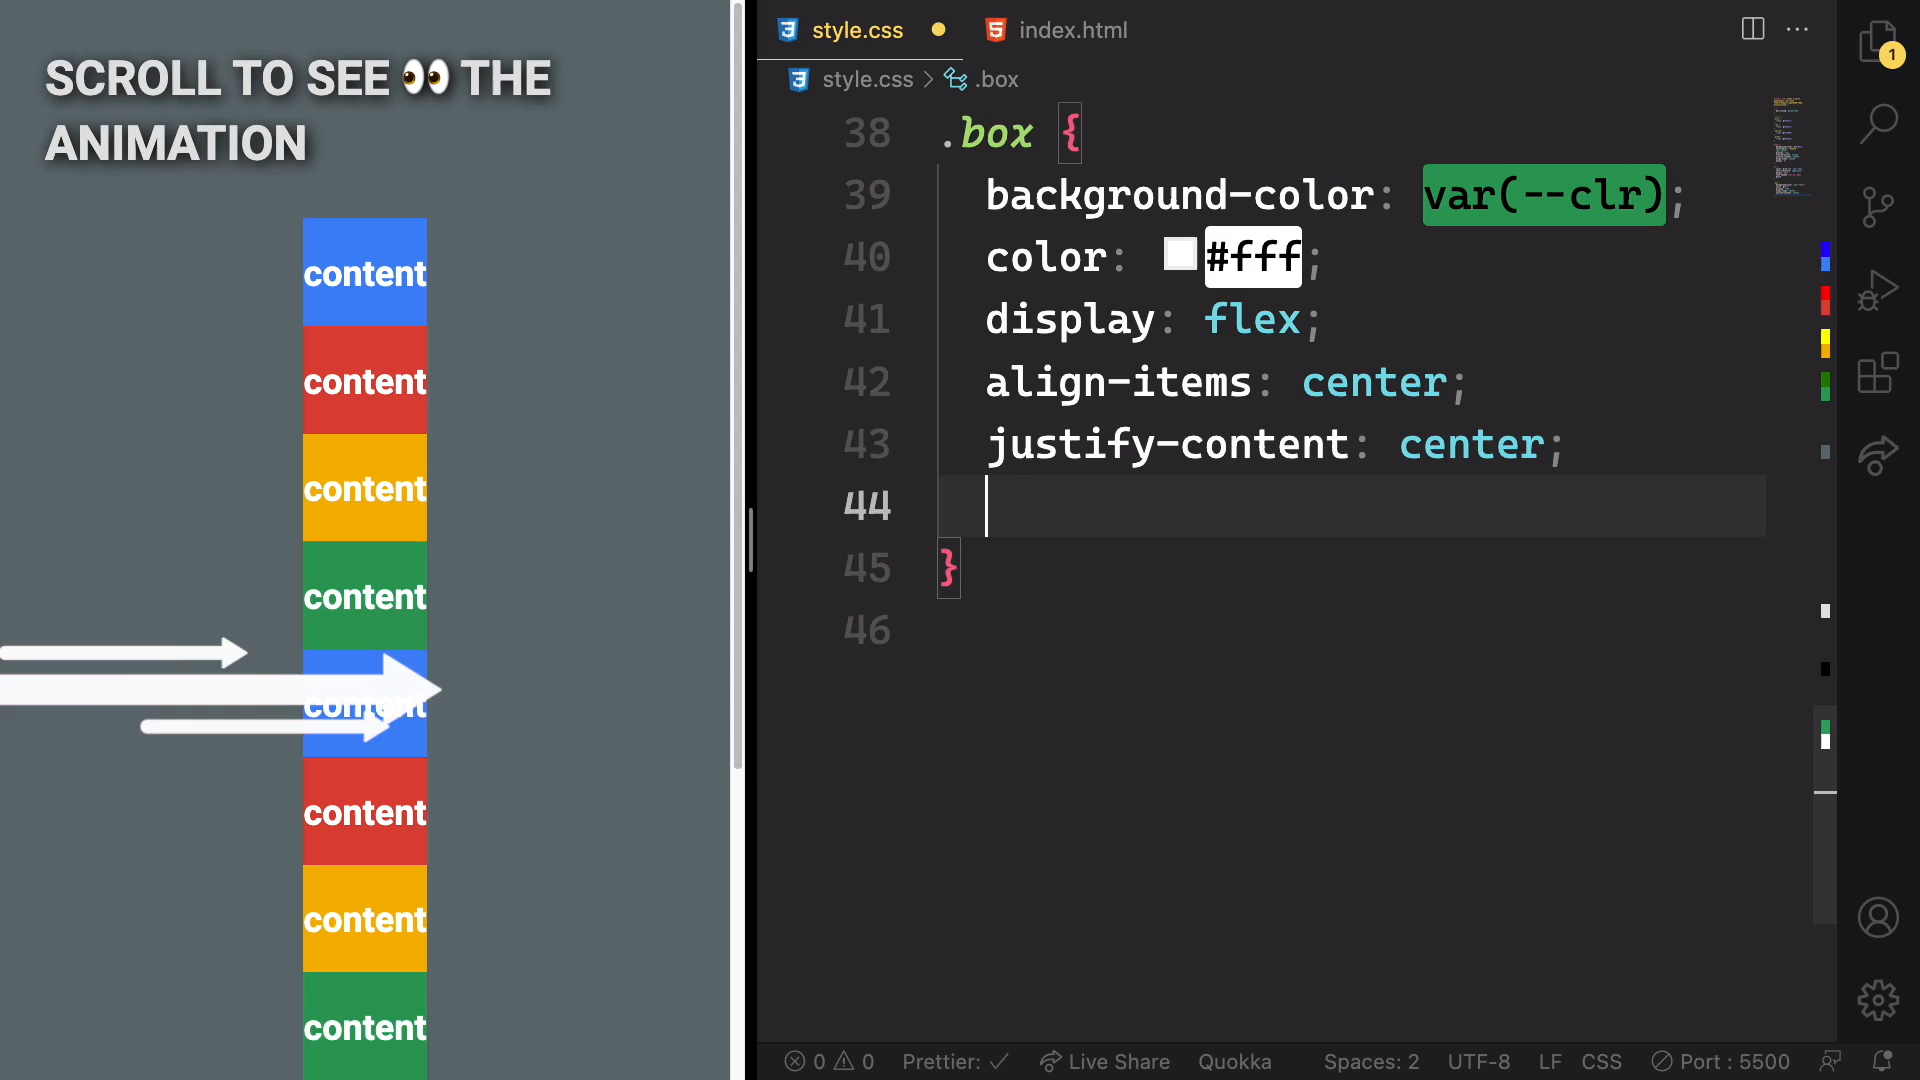 SCROLL TO SEE 👀 THE
ANIMATION
content
content
content
content
content
content
content
content
style.css
index.html
style.css > .box
38 .box {
39 background-color: var(--clr);
40 color: #fff;
41 display: flex;
42 align-items: center;
43 justify-content: center;
44
45 }
46
1
0 0 Prettier: ✓ Live Share Quokka Spaces: 2 UTF-8 LF CSS Port : 5500